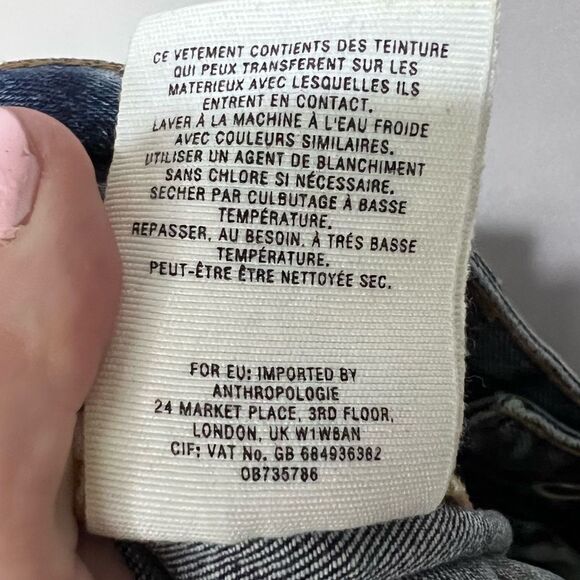 CE VETEMENT CONTIENTS DES TEINTURE
QUI PEUX TRANSFERENT SUR LES
MATERIEUX AVEC LESQUELLES ILS
ENTRENT EN CONTACT.
LAVER À LA MACHINE À L'EAU FROIDE
AVEC COULEURS SIMILAIRES.
UTILISER UN AGENT DE BLANCHIMENT
SANS CHLORE SI NÉCESSAIRE.
SECHER PAR CULBUTAGE À BASSE
TEMPÉRATURE.
REPASSER, AU BESOIN, À TRÉS BASSE
TEMPÉRATURE.
PEUT-ÊTRE ÊTRE NETTOYÉE SEC.
FOR EU: IMPORTED BY
ANTHROPOLOGIE
24 MARKET PLACE, 3RD FLOOR,
LONDON, UK W1W8AN
CIF: VAT No. GB 684936382
OB735786